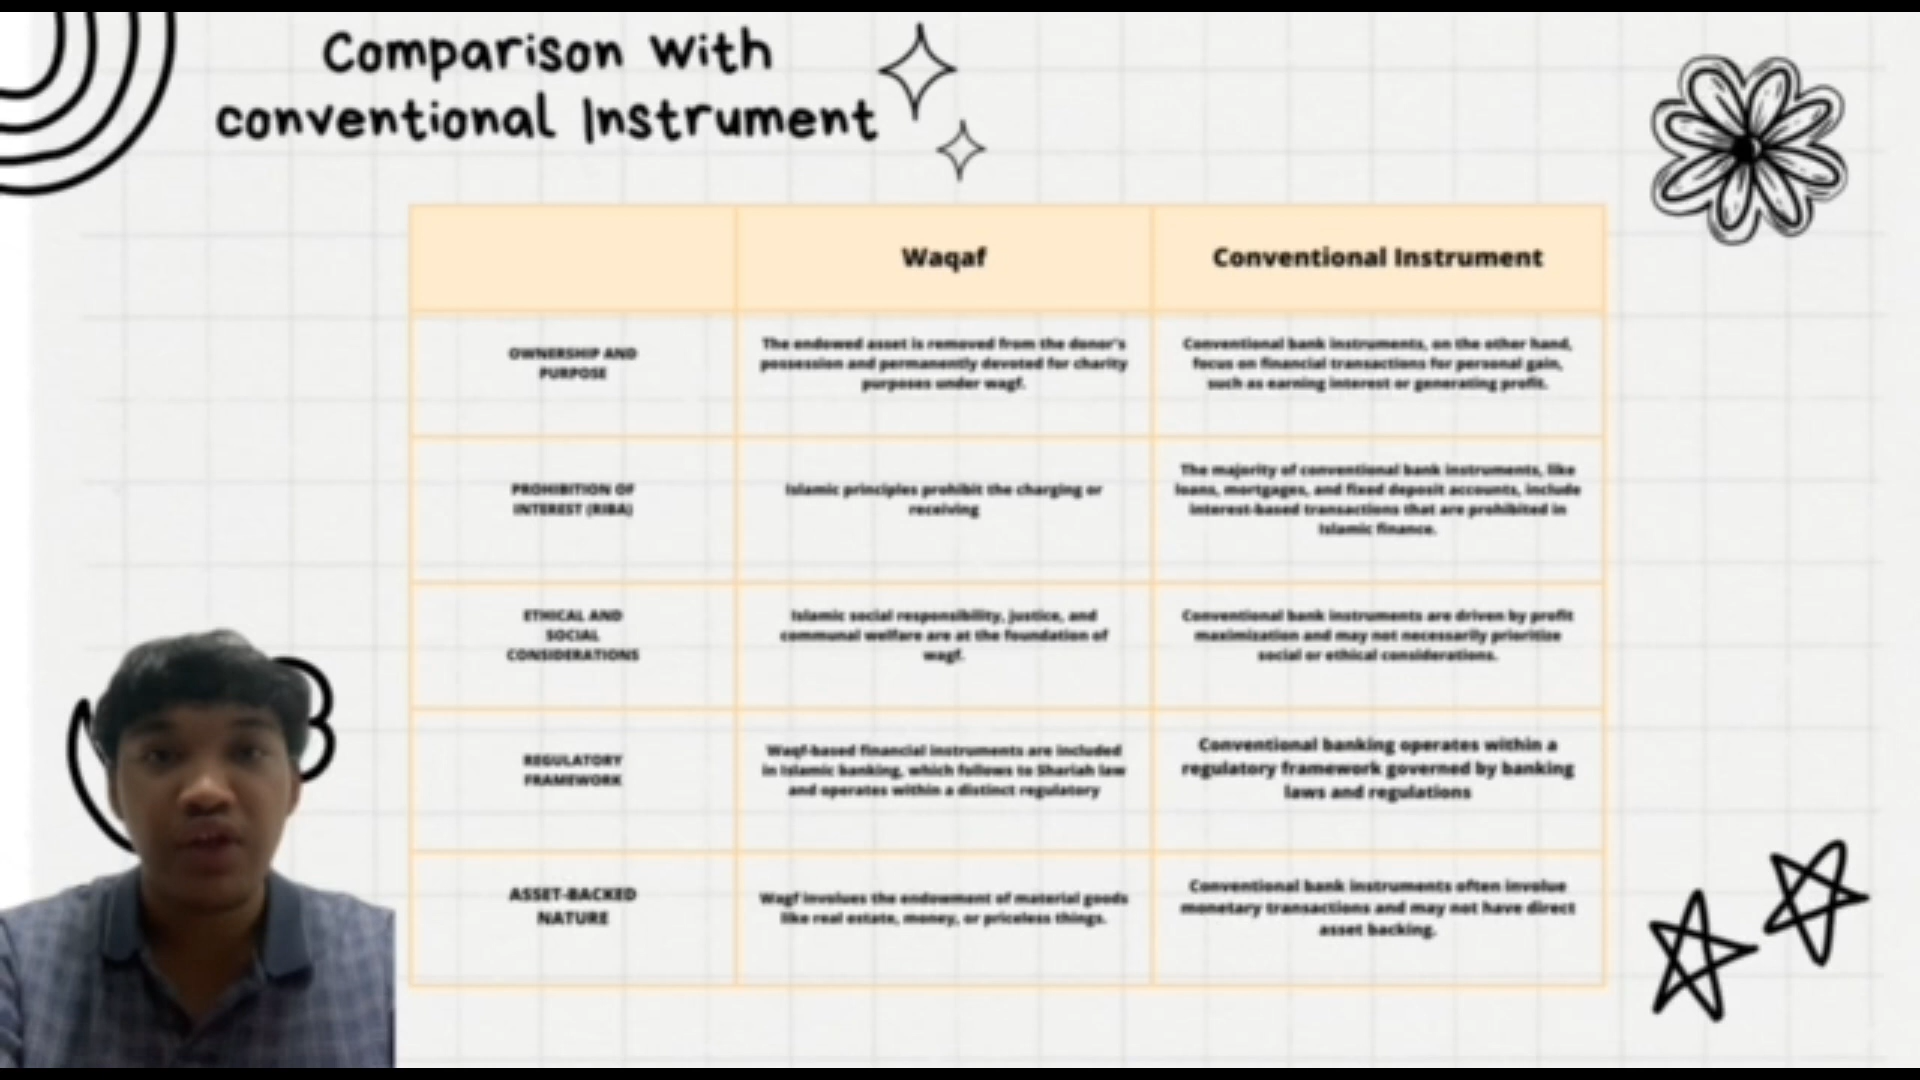 Comparison with
conventional Instrument
Waqaf
Conventional Instrument
OWNERSHIP AND
PURPOSE
The endowed asset is removed from the donor's
possession and permanently devoted for charity
purposes under waqf.
Conventional bank instruments, on the other hand,
focus on financial transactions for personal gain,
such as earning interest or generating profit.
PROHIBITION OF
INTEREST (RIBA)
Islamic principles prohibit the charging or
receiving
The majority of conventional bank instruments, like
loans, mortgages, and fixed deposit accounts, include
interest-based transactions that are prohibited in
Islamic finance.
ETHICAL AND
SOCIAL
CONSIDERATIONS
Islamic social responsibility, justice, and
communal welfare are at the foundation of
waqf.
Conventional bank instruments are driven by profit
maximization and may not necessarily prioritize
social or ethical considerations.
REGULATORY
FRAMEWORK
Waqf-based financial instruments are included
in Islamic banking, which follows to Shariah law
and operates within a distinct regulatory
Conventional banking operates within a
regulatory framework governed by banking
laws and regulations
ASSET-BACKED
NATURE
Waqf involves the endowment of material goods
like real estate, money, or priceless things.
Conventional bank instruments often involve
monetary transactions and may not have direct
asset backing.